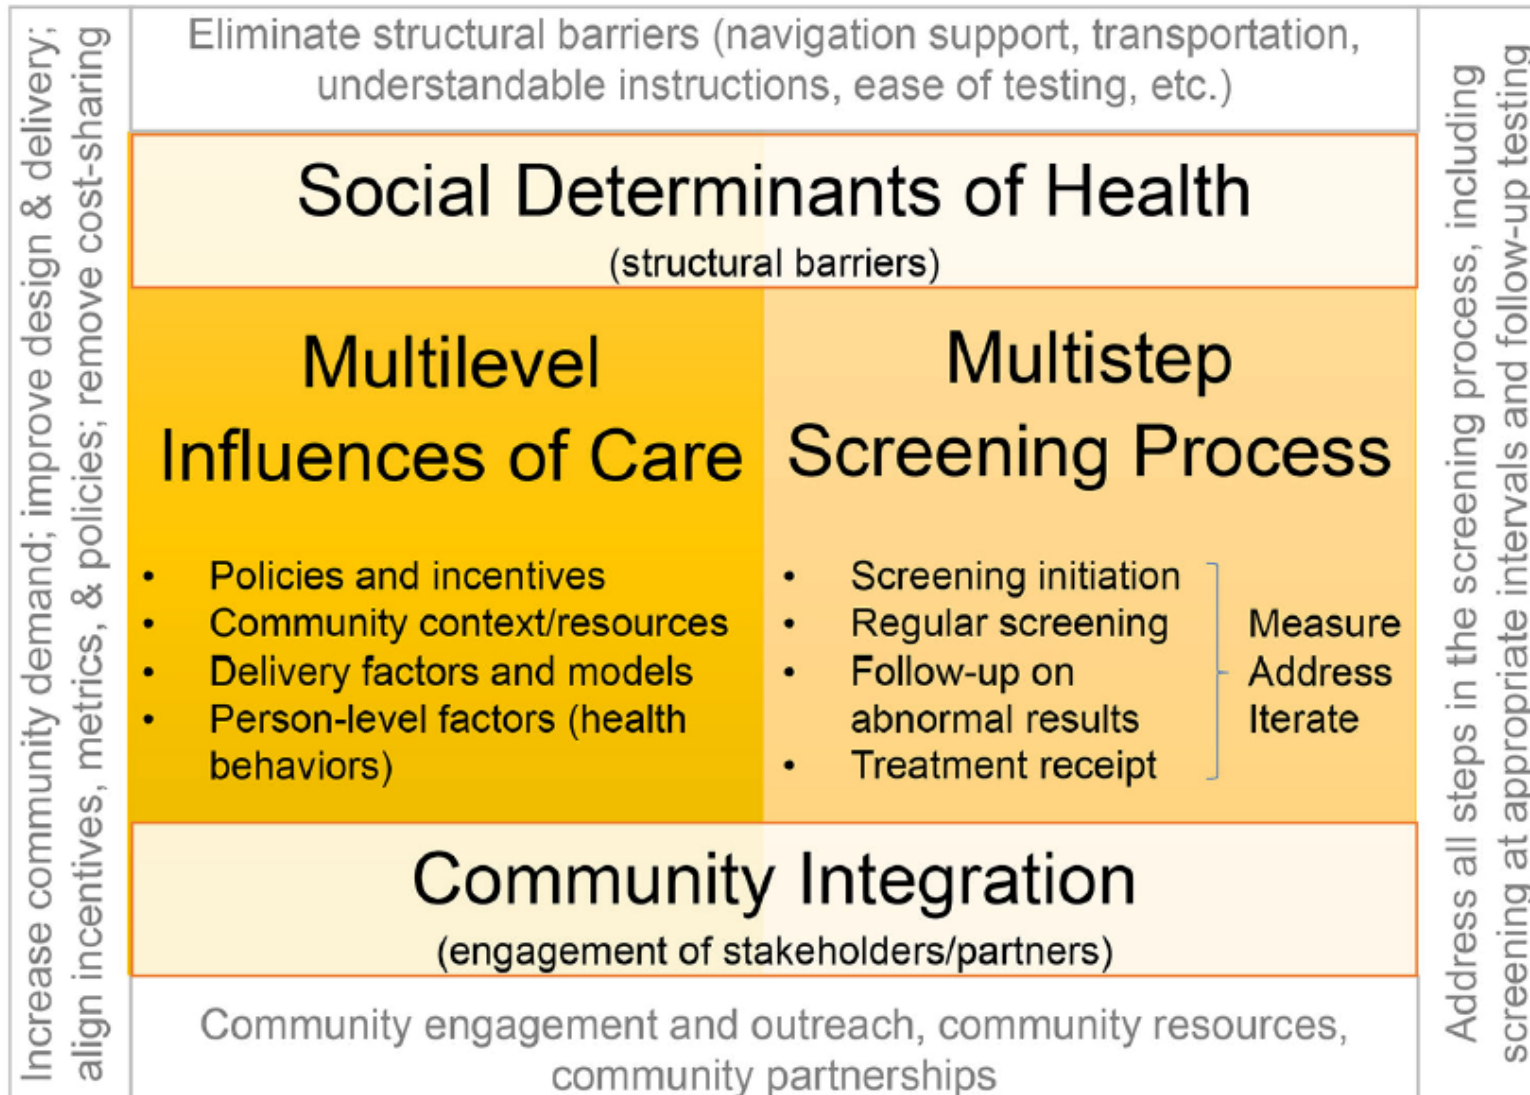 Eliminate structural barriers (navigation support, transportation,
understandable instructions, ease of testing, etc.)
Increase community demand; improve design & delivery;
align incentives, metrics, & policies; remove cost-sharing
Social Determinants of Health
(structural barriers)
Multilevel
Influences of Care
• Policies and incentives
• Community context/resources
• Delivery factors and models
• Person-level factors (health
behaviors)
Multistep
Screening Process
• Screening initiation
• Regular screening
• Follow-up on
abnormal results
• Treatment receipt
Measure
Address
Iterate
Community Integration
(engagement of stakeholders/partners)
Address all steps in the screening process, including
screening at appropriate intervals and follow-up testing
Community engagement and outreach, community resources,
community partnerships